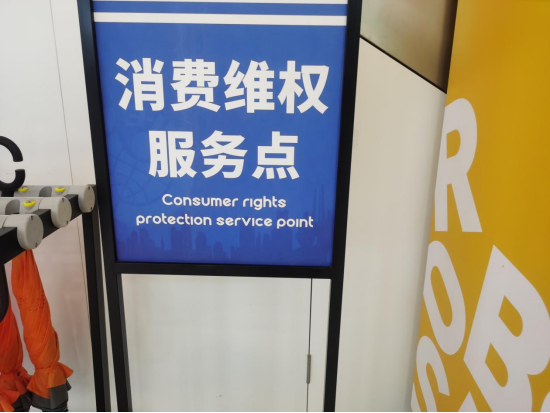 消费维权
服务点
Consumer rights
protection service point
R
O
B
S